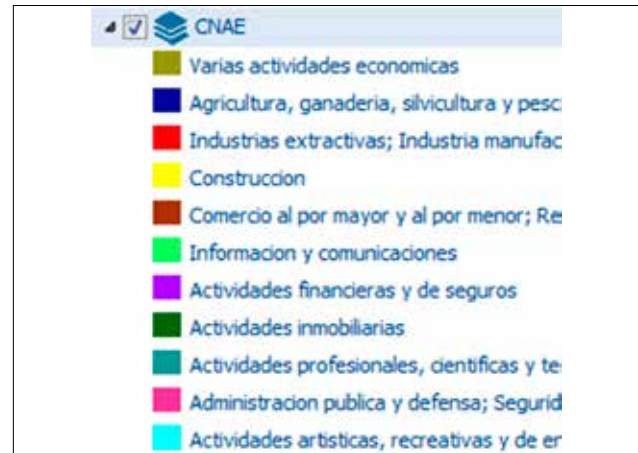 CNAE
Varias actividades economicas
Agricultura, ganaderia, silvicultura y pesc
Industrias extractivas; Industria manufac
Construccion
Comercio al por mayor y al por menor; Re
Informacion y comunicaciones
Actividades financieras y de seguros
Actividades inmobiliarias
Actividades profesionales, cientificas y te
Administracion publica y defensa; Segurid
Actividades artisticas, recreativas y de en